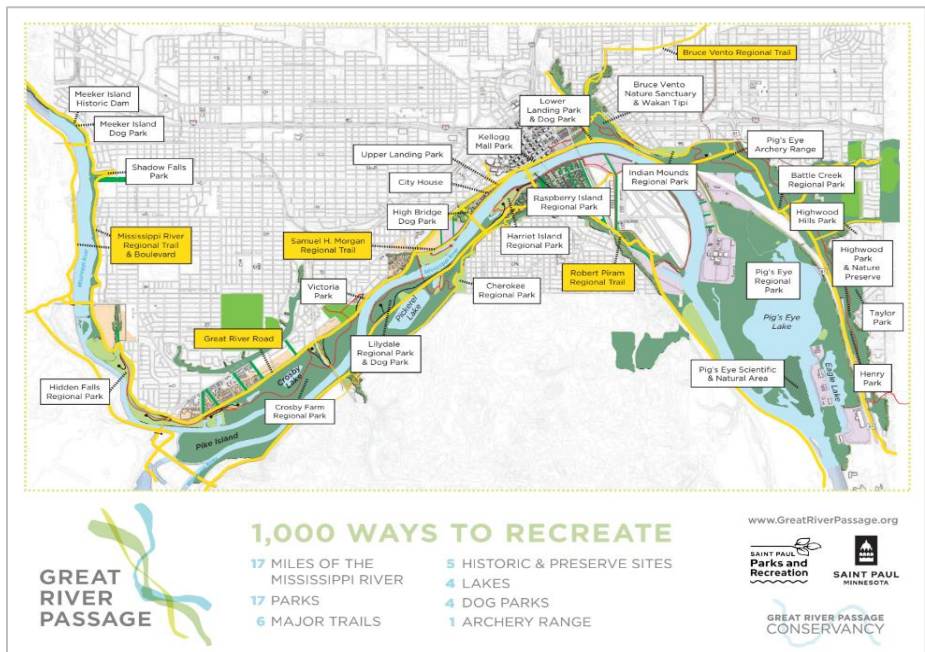 Bruce Vento Regional Trail
Meeker Island
Historic Dam
Meeker Island
Dog Park
Shadow Falls
Park
Mississippi River
Regional Trail
& Boulevard
Mississippi River
Hidden Falls
Regional Park
Great River Road
Samuel H. Morgan
Regional Trail
Victoria
Park
High Bridge
Dog Park
City House
Upper Landing Park
Kellogg
Mall Park
Lower
Landing Park
& Dog Park
Bruce Vento
Nature Sanctuary
& Wakan Tipi
Raspberry Island
Regional Park
Harriet Island
Regional Park
Mississippi River
Cherokee
Regional Park
Pickerel
Lake
Lilydale
Regional Park
& Dog Park
Crosby
Lake
Crosby Farm
Regional Park
Pike Island
Robert Piram
Regional Trail
Indian Mounds
Regional Park
Pig's Eye
Archery Range
Battle Creek
Regional Park
Highwood
Hills Park
Highwood
Park
& Nature
Preserve
Taylor
Park
Henry
Park
Pig's Eye
Regional
Park
Pig's Eye
Lake
Eagle Lake
Pig's Eye Scientific
& Natural Area
GREAT
RIVER
PASSAGE
1,000 WAYS TO RECREATE
17 MILES OF THE
MISSISSIPPI RIVER
17 PARKS
6 MAJOR TRAILS
5 HISTORIC & PRESERVE SITES
4 LAKES
4 DOG PARKS
1 ARCHERY RANGE
www.GreatRiverPassage.org
SAINT PAUL
Parks and
Recreation
SAINT PAUL
MINNESOTA
GREAT RIVER PASSAGE
CONSERVANCY